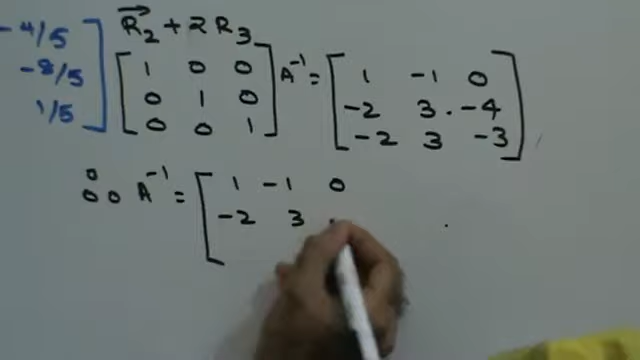 -4/5] R₂ + 2R₃
-8/5 [1 0 0 A⁻¹ = [1 -1 0]
1/5 0 1 0 -2 3 . -4
0 0 1] -2 3 -3
∴ A⁻¹ = [1 -1 0
-2 3